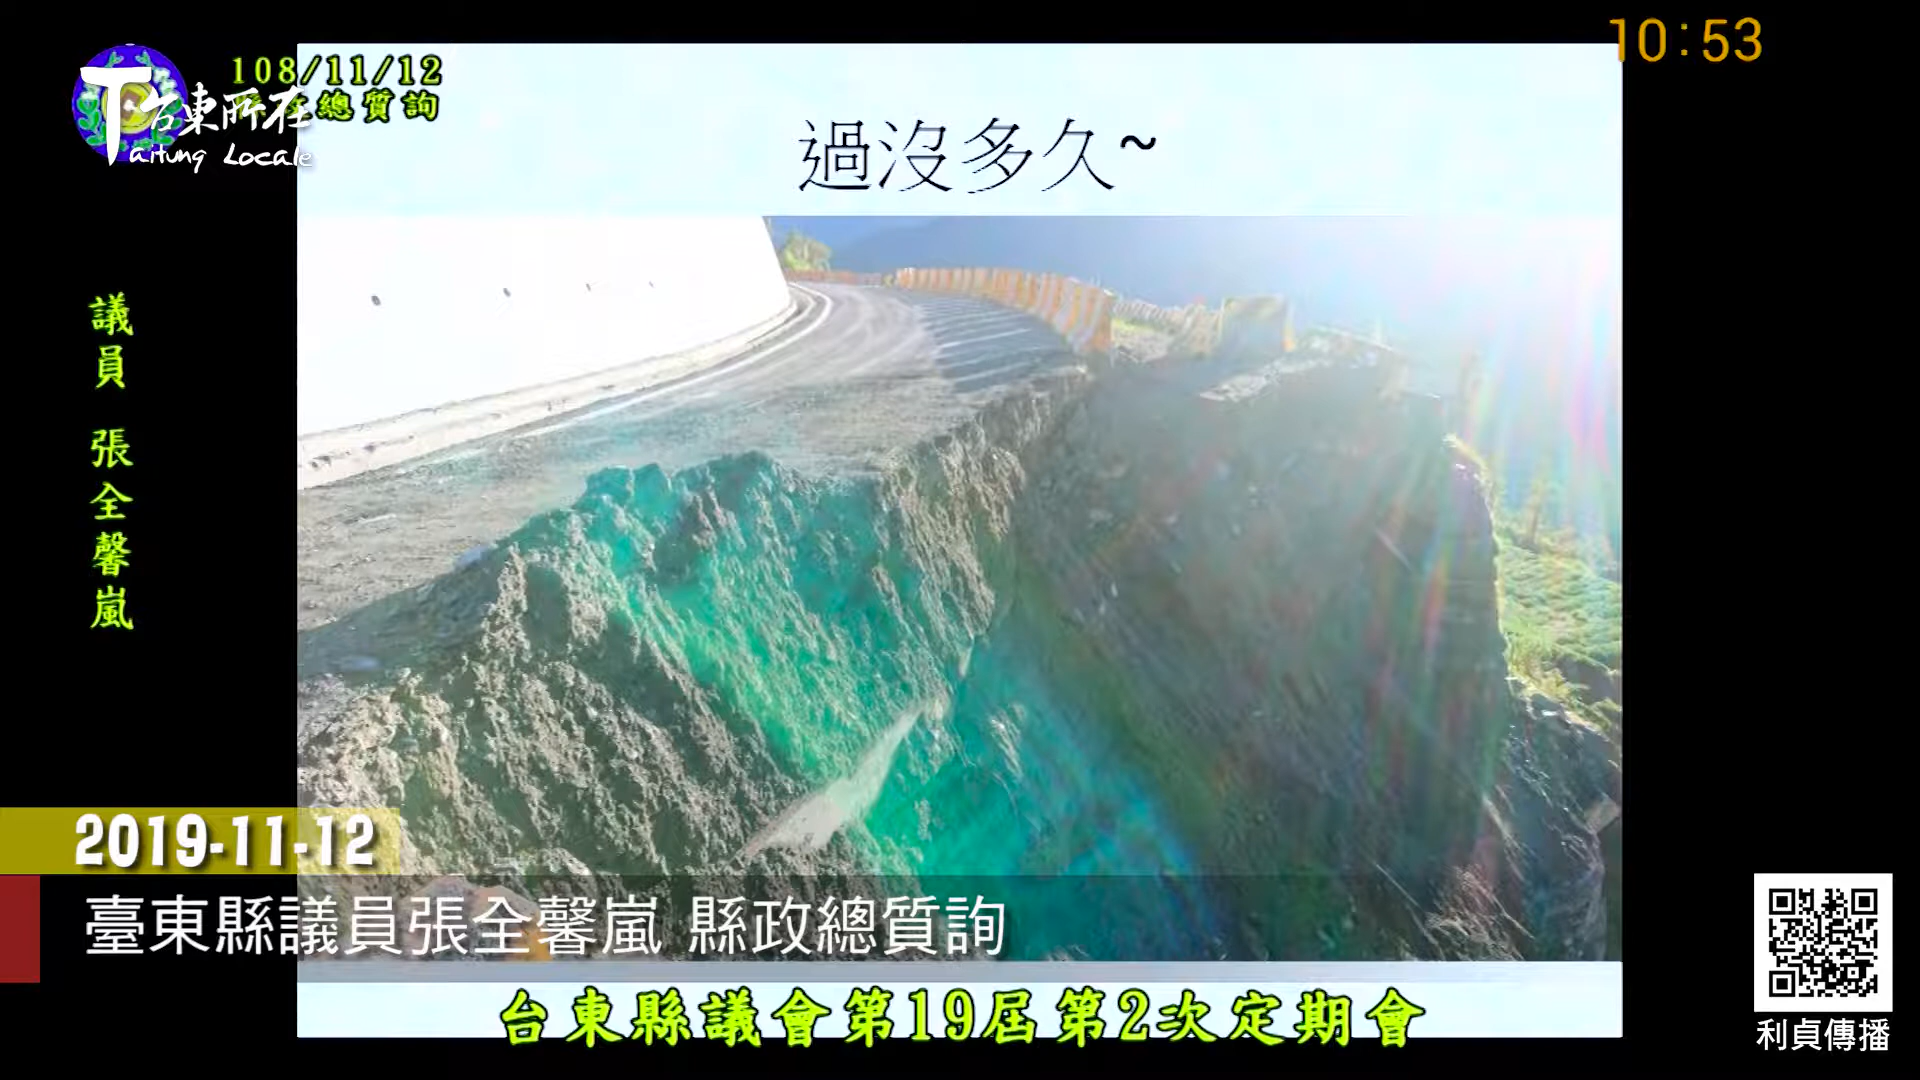 10:53
108/11/12
縣政總質詢
台東所在
Taitung Locale
過沒多久~
議員 張全馨嵐
2019-11-12
臺東縣議員張全馨嵐 縣政總質詢
台東縣議會第19屆第2次定期會
利貞傳播